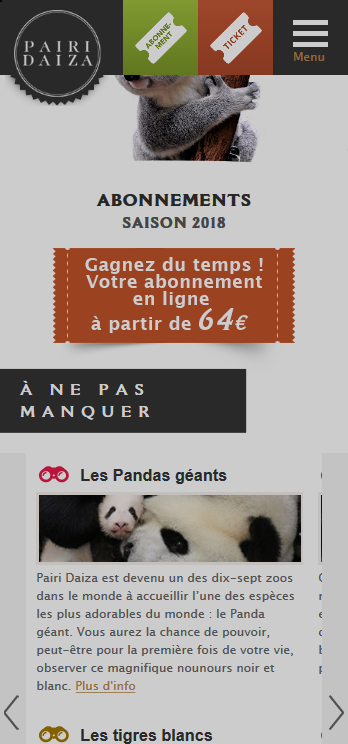 PAIRI
DAIZA
ABONNE-
MENT
TICKET
Menu
ABONNEMENTS
SAISON 2018
Gagnez du temps !
Votre abonnement
en ligne
à partir de 64€
À NE PAS
MANQUER
Les Pandas géants
Pairi Daiza est devenu un des dix-sept zoos
dans le monde à accueillir l'une des espèces
les plus adorables du monde : le Panda
géant. Vous aurez la chance de pouvoir,
peut-être pour la première fois de votre vie,
observer ce magnifique nounours noir et
blanc. Plus d'info
Les tigres blancs